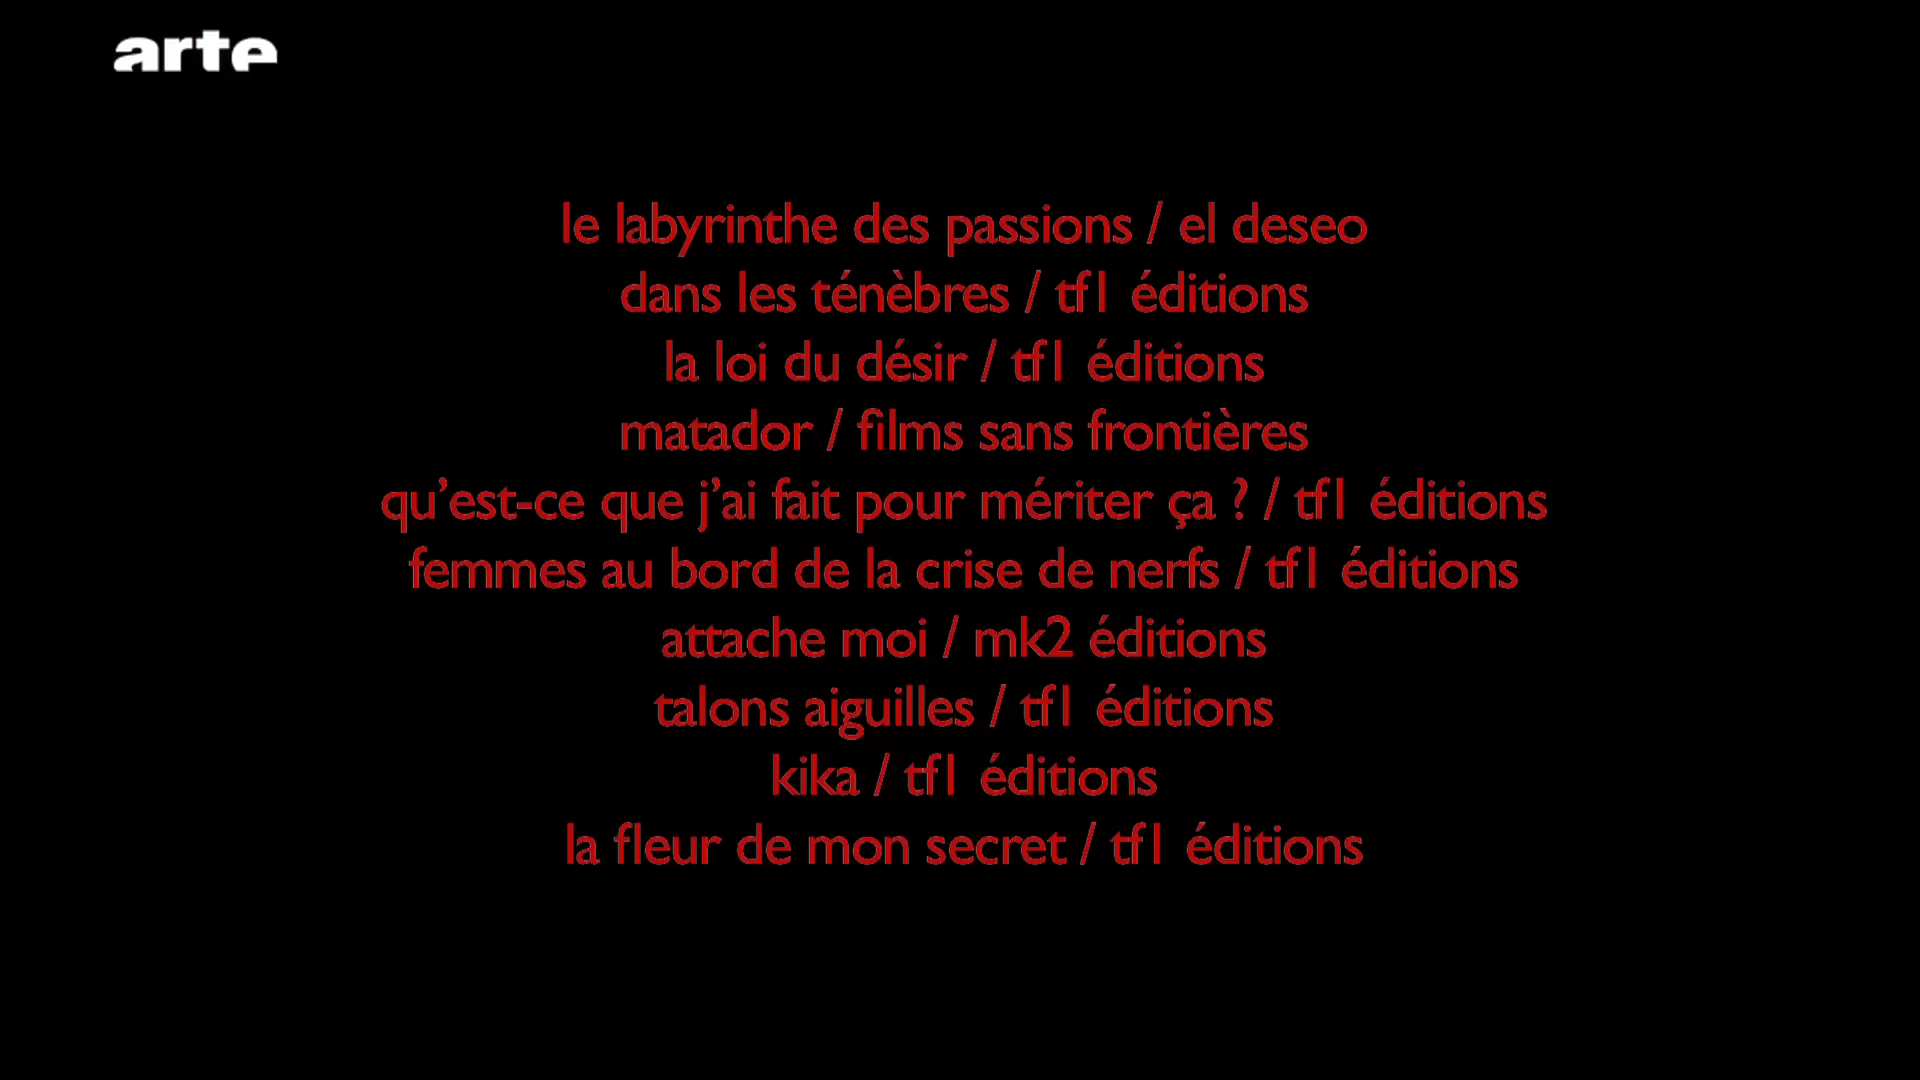 arte
le labyrinthe des passions / el deseo
dans les ténèbres / tf1 éditions
la loi du désir / tf1 éditions
matador / films sans frontières
qu’est-ce que j’ai fait pour mériter ça ? / tf1 éditions
femmes au bord de la crise de nerfs / tf1 éditions
attache moi / mk2 éditions
talons aiguilles / tf1 éditions
kika / tf1 éditions
la fleur de mon secret / tf1 éditions